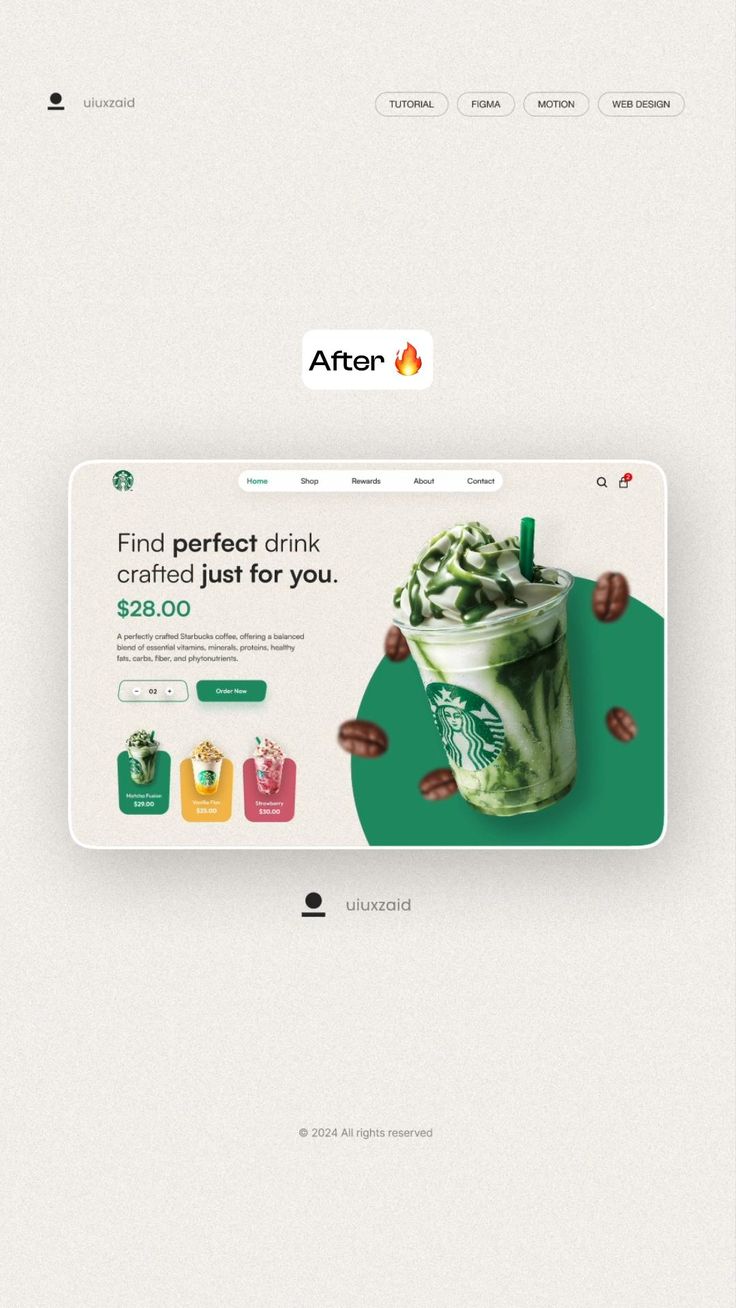 uiuxzaid
TUTORIAL
FIGMA
MOTION
WEB DESIGN
After 🔥
Home
Shop
Rewards
About
Contact
2
Find perfect drink
crafted just for you.
$28.00
A perfectly crafted Starbucks coffee, offering a balanced
blend of essential vitamins, minerals, proteins, healthy
fats, carbs, fiber, and phytonutrients.
- 02 +
Order Now
Matcha Fusion
$29.00
Vanilla
$25.00
Strawberry
$30.00
uiuxzaid
© 2024 All rights reserved